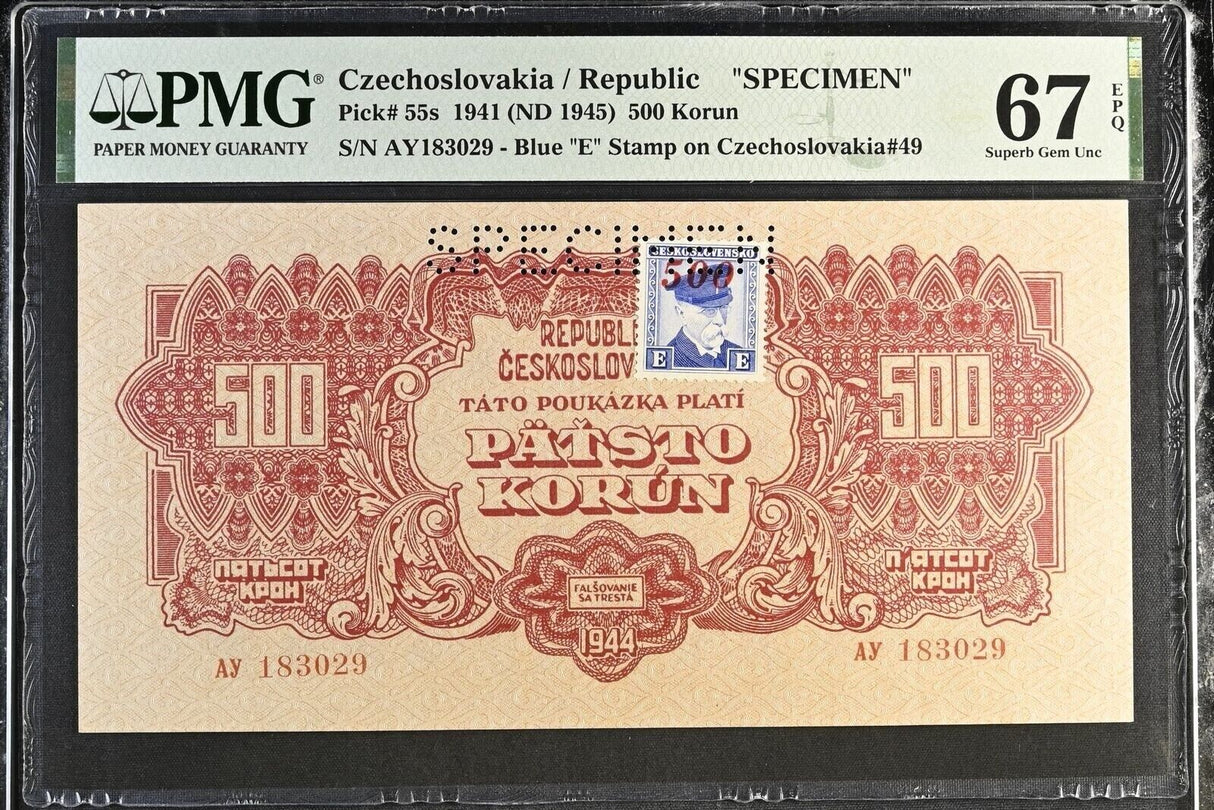 PMG®
PAPER MONEY GUARANTY
Czechoslovakia / Republic "SPECIMEN"
Pick# 55s 1941 (ND 1945) 500 Korun
S/N AY183029 - Blue "E" Stamp on Czechoslovakia#49
67
EPQ
Superb Gem Unc
SPECIMEN
ČESKOSLOVENSKO
500
E E
REPUBL
ČESKOSLOV
TÁTO POUKÁZKA PLATÍ
PÄŤSTO
KORÚN
500
500
ПЯТЬСОТ
КРОН
П'ЯТСОТ
КРОН
FALŠOVANIE
SA TRESTÁ
1944
АУ 183029
АУ 183029